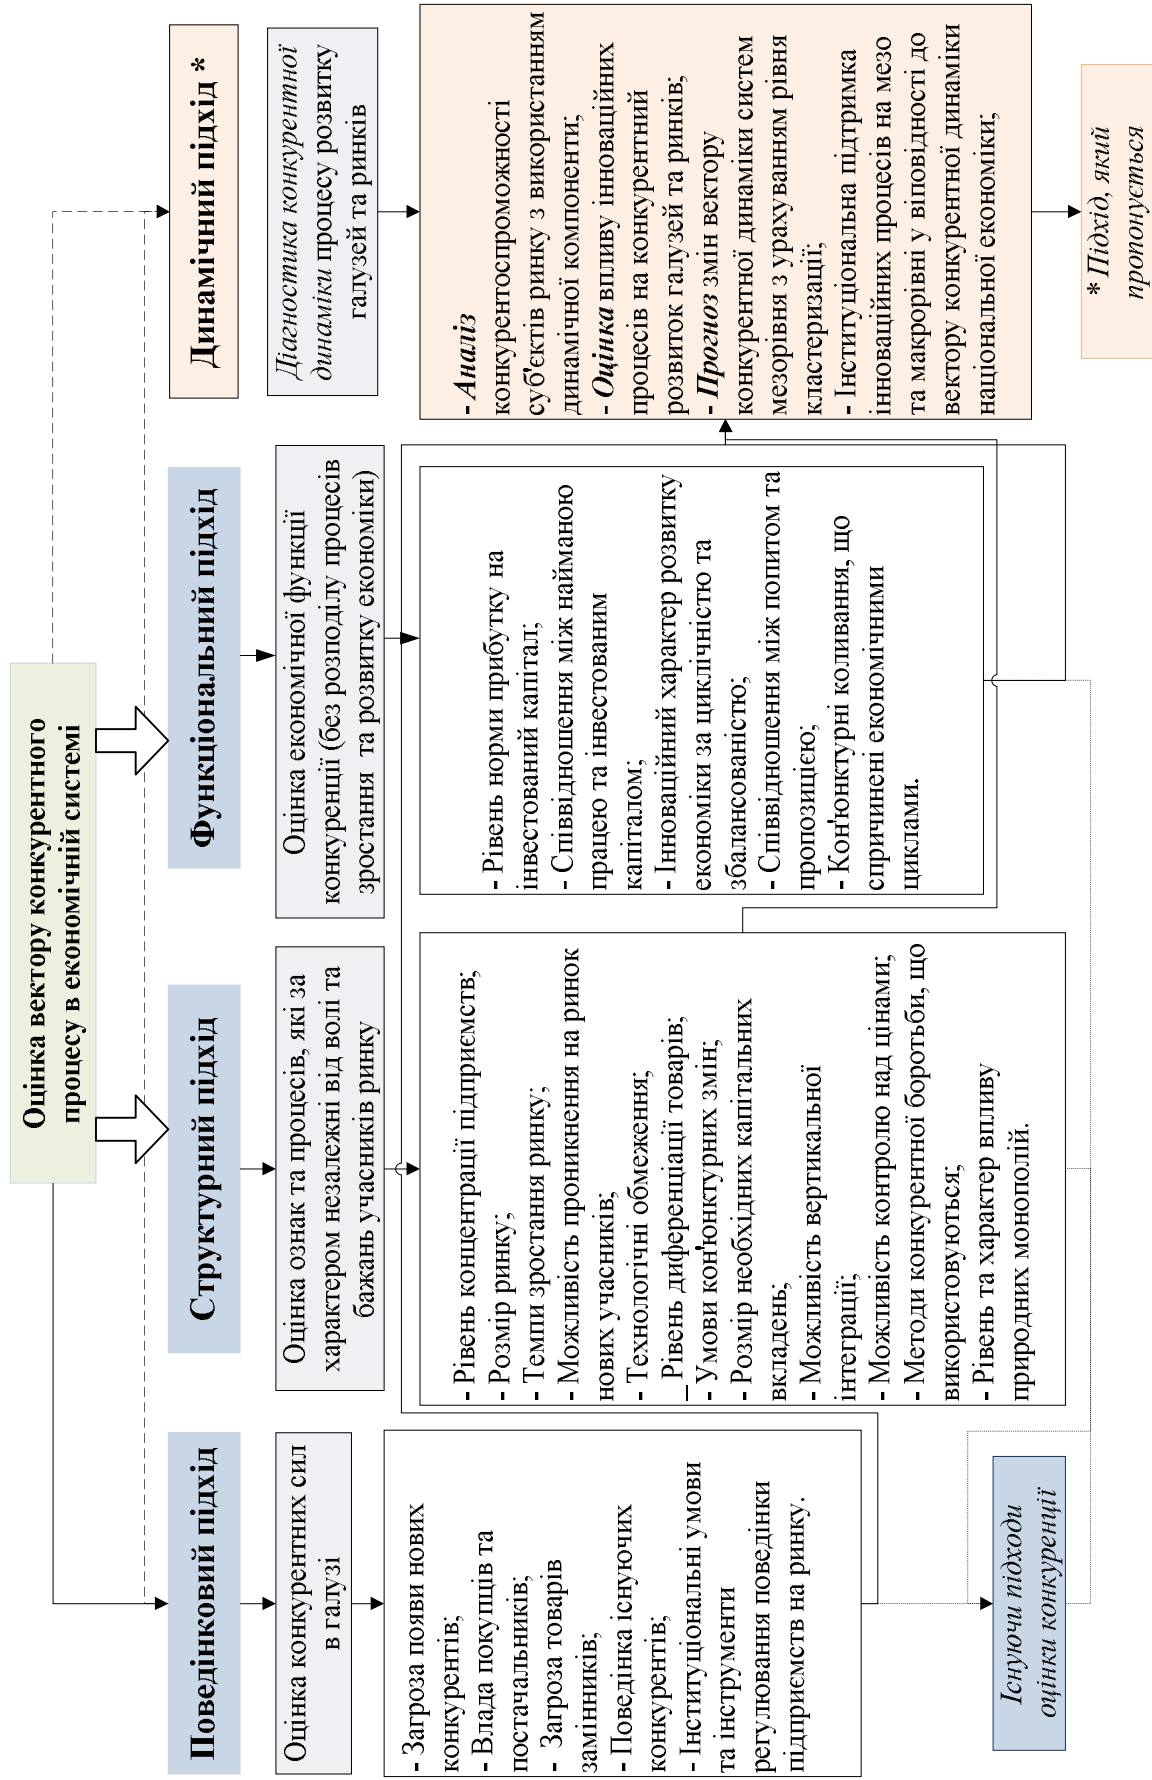 Оцінка вектору конкурентного
процесу в економічній системі
Поведінковий підхід
Структурний підхід
Функціональний підхід
Динамічний підхід *
Оцінка конкурентних сил
в галузі
Оцінка ознак та процесів, які за
характером незалежні від волі та
бажань учасників ринку
Оцінка економічної функції
конкуренції (без розподілу процесів
зростання та розвитку економіки)
Діагностика конкурентної
динаміки процесу розвитку
галузей та ринків
- Загроза появи нових
конкурентів;
- Влада покупців та
постачальників;
- Загроза товарів
замінників;
- Поведінка існуючих
конкурентів;
- Інституціональні умови
та інструменти
регулювання поведінки
підприємств на ринку.
- Рівень концентрації підприємств;
- Розмір ринку;
- Темпи зростання ринку;
- Можливість проникнення на ринок
нових учасників;
- Технологічні обмеження;
_ Рівень диференціації товарів;
- Умови кон'юнктурних змін;
- Розмір необхідних капітальних
вкладень;
- Можливість вертикальної
інтеграції;
- Можливість контролю над цінами;
- Методи конкурентної боротьби, що
використовуються;
- Рівень та характер впливу
природних монополій.
- Рівень норми прибутку на
інвестований капітал;
- Співвідношення між найманою
працею та інвестованим
капіталом;
- Інноваційний характер розвитку
економіки за циклічністю та
збалансованістю;
- Співвідношення між попитом та
пропозицією;
- Кон'юнктурні коливання, що
спричинені економічними
циклами.
- Аналіз
конкурентоспроможності
суб'єктів ринку з використанням
динамічної компоненти;
- Оцінка впливу інноваційних
процесів на конкурентний
розвиток галузей та ринків;
- Прогноз змін вектору
конкурентної динаміки систем
мезорівня з урахуванням рівня
кластеризації;
- Інституціональна підтримка
інноваційних процесів на мезо
та макрорівні у віповідності до
вектору конкурентної динаміки
національної економіки;
Існуючи підходи
оцінки конкуренції
* Підхід, який
пропонується